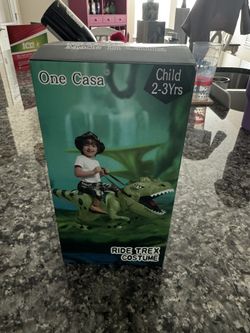 One Casa
Child
2-3Yrs
RIDE TREX
COSTUME